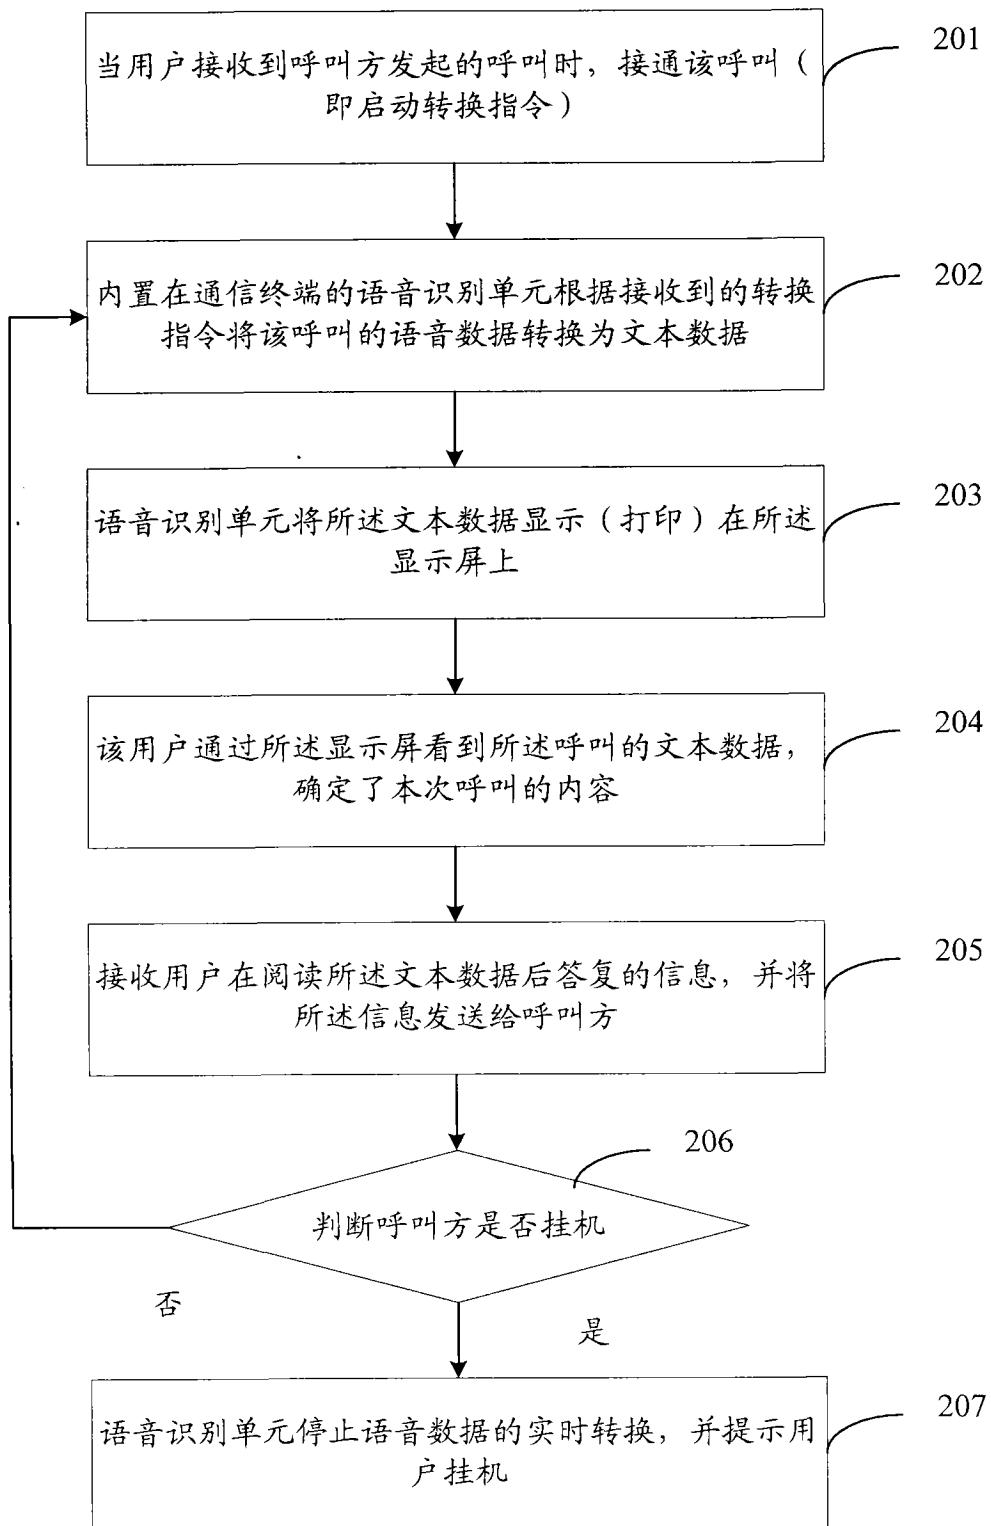 当用户接收到呼叫方发起的呼叫时，接通该呼叫（
即启动转换指令）
201
内置在通信终端的语音识别单元根据接收到的转换
指令将该呼叫的语音数据转换为文本数据
202
语音识别单元将所述文本数据显示（打印）在所述
显示屏上
203
该用户通过所述显示屏看到所述呼叫的文本数据，
确定了本次呼叫的内容
204
接收用户在阅读所述文本数据后答复的信息，并将
所述信息发送给呼叫方
205
206
判断呼叫方是否挂机
否
是
语音识别单元停止语音数据的实时转换，并提示用
户挂机
207